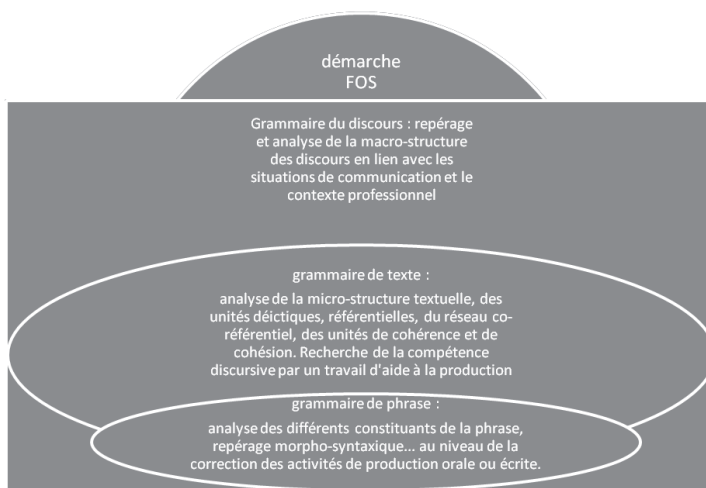 démarche
FOS
Grammaire du discours : repérage
et analyse de la macro-structure
des discours en lien avec les
situations de communication et le
contexte professionnel
grammaire de texte :
analyse de la micro-structure textuelle, des
unités déictiques, référentielles, du réseau co-
référentiel, des unités de cohérence et de
cohésion. Recherche de la compétence
discursive par un travail d'aide à la production
grammaire de phrase :
analyse des différents constituants de la phrase,
repérage morpho-syntaxique... au niveau de la
correction des activités de production orale ou écrite.